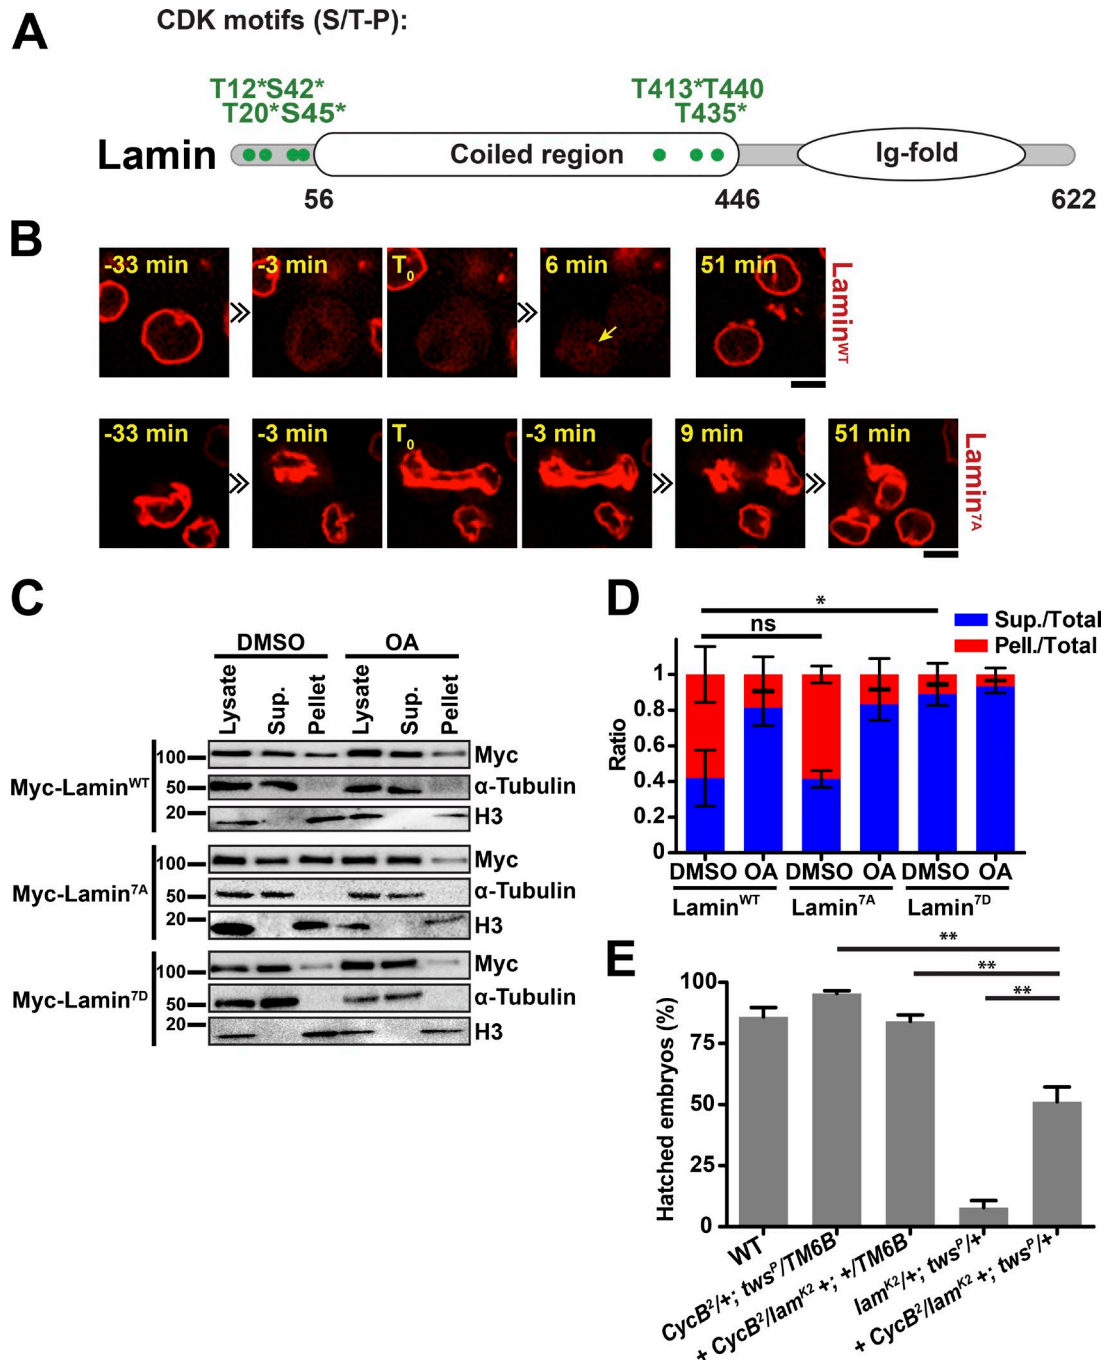 A
CDK motifs (S/T-P):
T12*S42*
T20*S45*
T413*T440
T435*
Lamin
Coiled region
Ig-fold
56
446
622
B
-33 min
-3 min
T0
6 min
51 min
LaminWT
-33 min
-3 min
T0
-3 min
9 min
51 min
Lamin7A
C
DMSO
OA
Lysate
Sup.
Pellet
Lysate
Sup.
Pellet
Myc-LaminWT
100
Myc
50
α-Tubulin
20
H3
Myc-Lamin7A
100
Myc
50
α-Tubulin
20
H3
Myc-Lamin7D
100
Myc
50
α-Tubulin
20
H3
D
*
ns
Sup./Total
Pell./Total
Ratio
1
0.8
0.6
0.4
0.2
0
DMSO OA DMSO OA DMSO OA
LaminWT
Lamin7A
Lamin7D
E
**
**
**
Hatched embryos (%)
100
75
50
25
0
WT
CycB2/+; twsP/TM6B
+ CycB2/lamK2 +; +/TM6B
lamK2/+; twsP/+
+ CycB2/lamK2 +; twsP/+